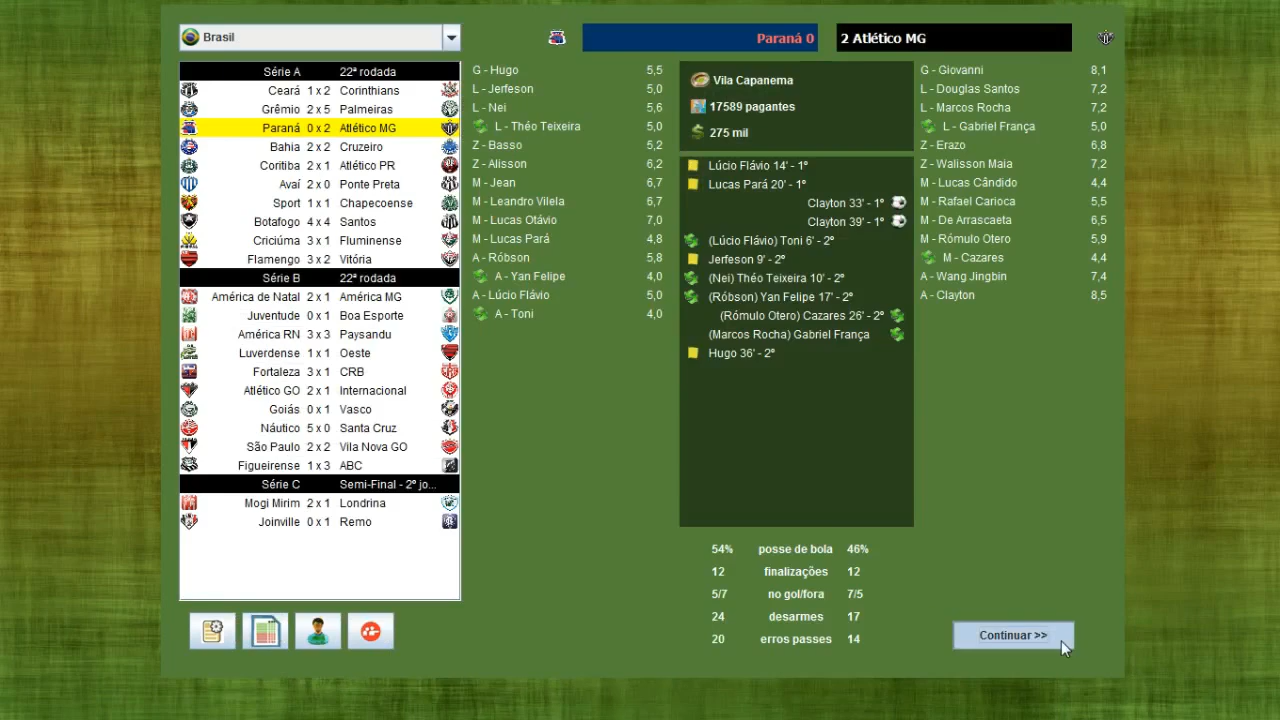 Brasil
Paraná 0
2 Atlético MG
Série A 22ª rodada
Ceará 1 x 2 Corinthians
Grêmio 2 x 5 Palmeiras
Paraná 0 x 2 Atlético MG
Bahia 2 x 2 Cruzeiro
Coritiba 2 x 1 Atlético PR
Avaí 2 x 0 Ponte Preta
Sport 1 x 1 Chapecoense
Botafogo 4 x 4 Santos
Criciúma 3 x 1 Fluminense
Flamengo 3 x 2 Vitória
Série B 22ª rodada
América de Natal 2 x 1 América MG
Juventude 0 x 1 Boa Esporte
América RN 3 x 3 Paysandu
Luverdense 1 x 1 Oeste
Fortaleza 3 x 1 CRB
Atlético GO 2 x 1 Internacional
Goiás 0 x 1 Vasco
Náutico 5 x 0 Santa Cruz
São Paulo 2 x 2 Vila Nova GO
Figueirense 1 x 3 ABC
Série C Semi-Final - 2º jo...
Mogi Mirim 2 x 1 Londrina
Joinville 0 x 1 Remo
G - Hugo 5,5
L - Jerfeson 5,0
L - Nei 5,6
L - Théo Teixeira 5,0
Z - Basso 5,2
Z - Alisson 6,2
M - Jean 6,7
M - Leandro Vilela 6,7
M - Lucas Otávio 7,0
M - Lucas Pará 4,8
A - Róbson 5,8
A - Yan Felipe 4,0
A - Lúcio Flávio 5,0
A - Toni 4,0
Vila Capanema
17589 pagantes
275 mil
Lúcio Flávio 14' - 1º
Lucas Pará 20' - 1º
Clayton 33' - 1º
Clayton 39' - 1º
(Lúcio Flávio) Toni 6' - 2º
Jerfeson 9' - 2º
(Nei) Théo Teixeira 10' - 2º
(Róbson) Yan Felipe 17' - 2º
(Rómulo Otero) Cazares 26' - 2º
(Marcos Rocha) Gabriel França
Hugo 36' - 2º
54% posse de bola 46%
12 finalizações 12
5/7 no gol/fora 7/5
24 desarmes 17
20 erros passes 14
G - Giovanni 8,1
L - Douglas Santos 7,2
L - Marcos Rocha 7,2
L - Gabriel França 5,0
Z - Erazo 6,8
Z - Walisson Maia 7,2
M - Lucas Cândido 4,4
M - Rafael Carioca 5,5
M - De Arrascaeta 6,5
M - Rómulo Otero 5,9
M - Cazares 4,4
A - Wang Jingbin 7,4
A - Clayton 8,5
Continuar >>